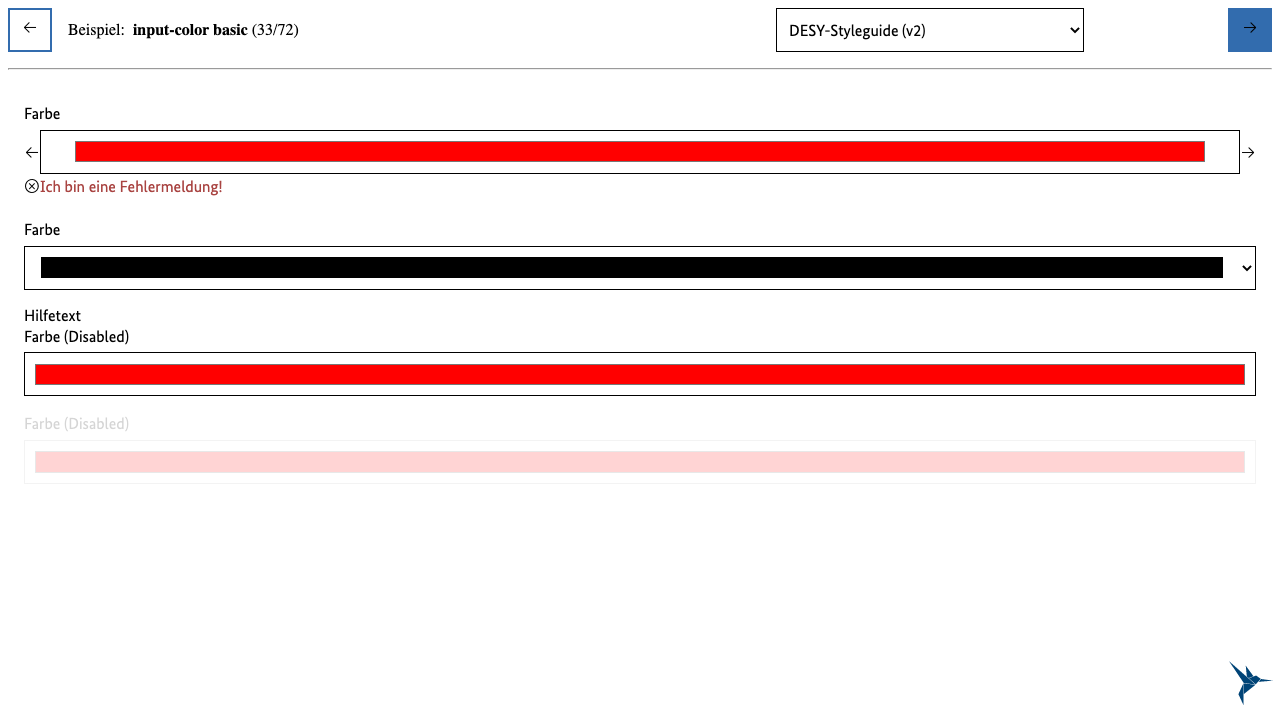 Beispiel: input-color basic (33/72)
DESY-Styleguide (v2)
Farbe
Ich bin eine Fehlermeldung!
Farbe
Hilfetext
Farbe (Disabled)
Farbe (Disabled)